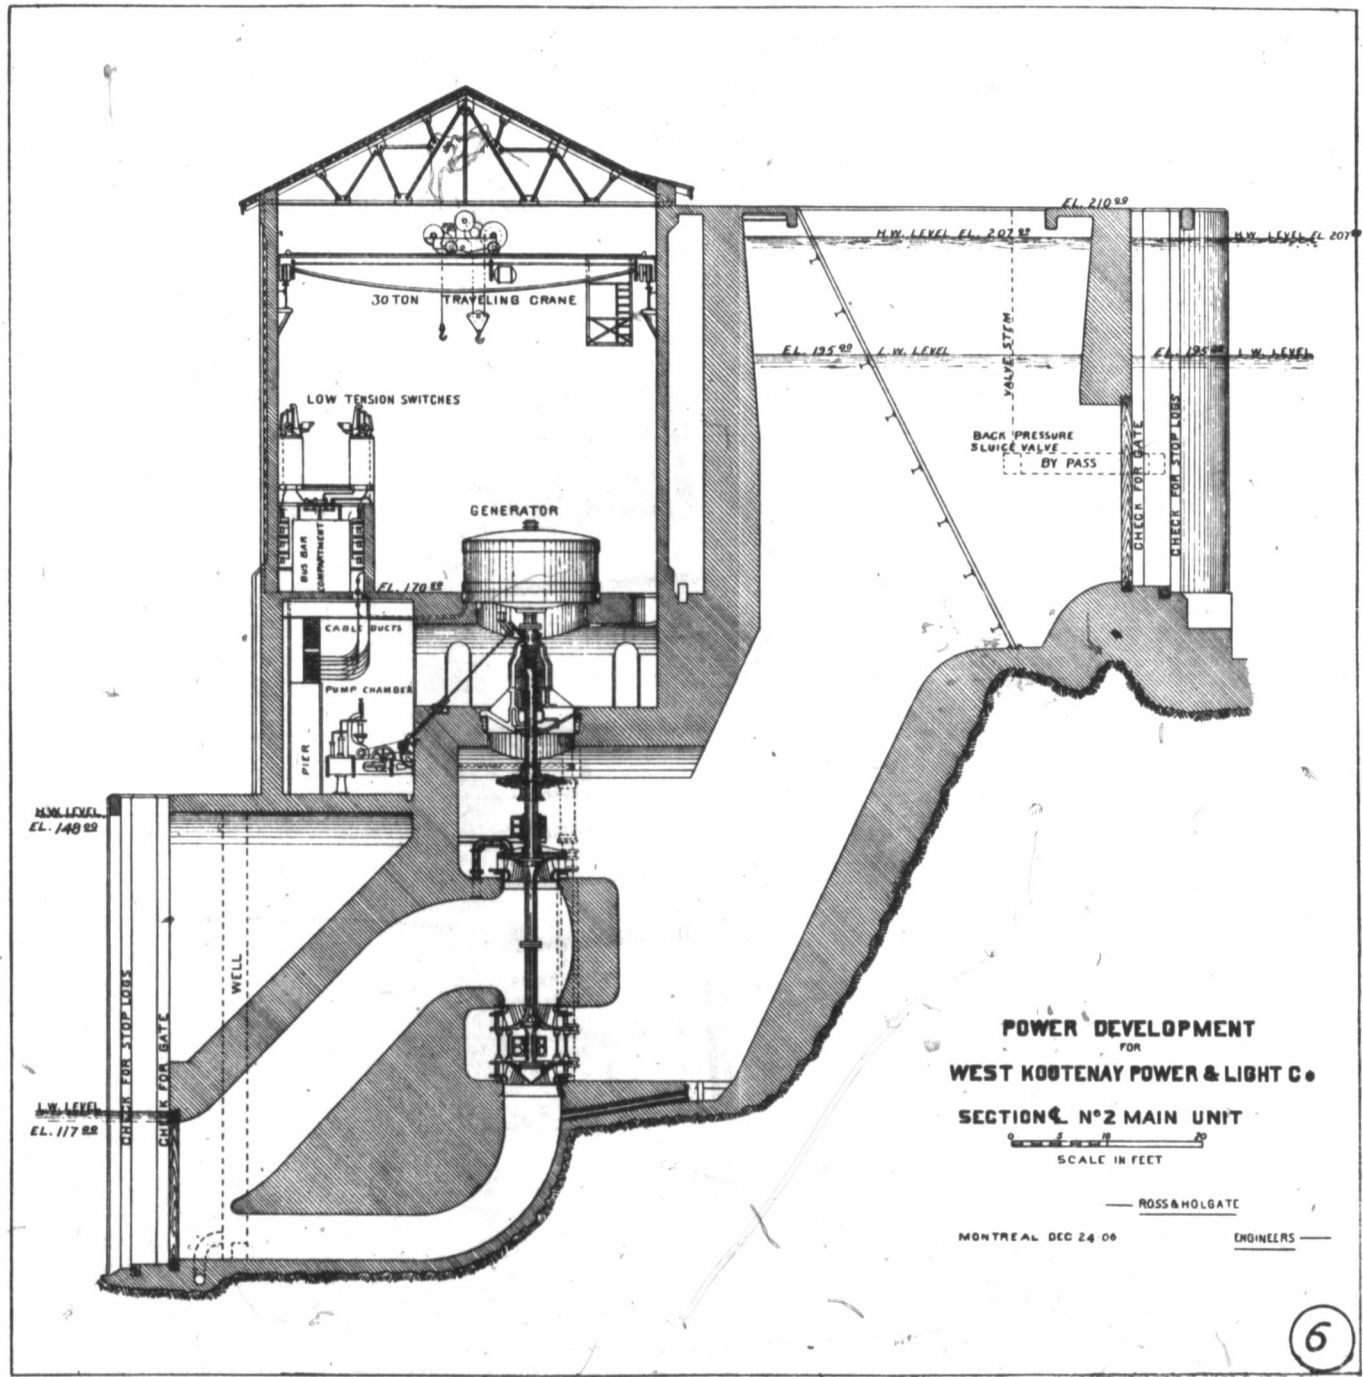 EL. 210.00
H.W. LEVEL EL. 207.00
H.W. LEVEL EL 207.00
30 TON TRAVELING CRANE
VALVE STEM
EL. 195.00 L.W. LEVEL
EL. 195.00 L.W. LEVEL
LOW TENSION SWITCHES
BACK PRESSURE
SLUICE VALVE
BY PASS
CHECK FOR GATE
CHECK FOR STOP LOGS
GENERATOR
BUS BAR
COMPARTMENT
EL. 170.50
CABLE DUCTS
PUMP CHAMBER
PIER
H.W. LEVEL
EL. 148.00
WELL
CHECK FOR STOP LOGS
CHECK FOR GATE
L.W. LEVEL
EL. 117.00
POWER DEVELOPMENT
FOR
WEST KOOTENAY POWER & LIGHT Co
SECTION ℄ Nº2 MAIN UNIT
0 5 10 20
SCALE IN FEET
ROSS & HOLGATE
MONTREAL DEC 24 06
ENGINEERS
6